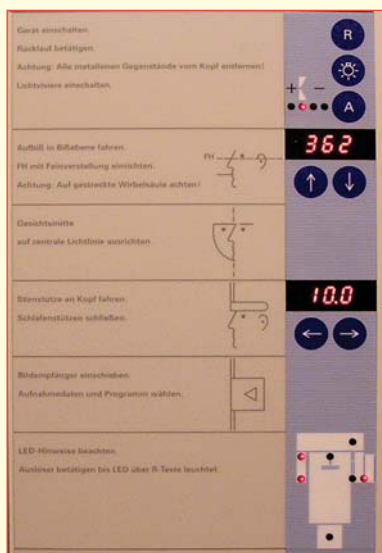 Gerät einschalten.
Rücklauf betätigen.
Achtung: Alle metallenen Gegenstände vom Kopf entfernen!
Lichtvisiere einschalten.
R
+ −
A
Aufbiß in Bißebene fahren.
FH mit Feinverstellung einrichten.
Achtung: Auf gestreckte Wirbelsäule achten!
FH
362
↑ ↓
Gesichtsmitte
auf zentrale Lichtlinie ausrichten.
Stirnstütze an Kopf fahren.
Schläfenstützen schließen.
10.0
← →
Bildempfänger einschieben.
Aufnahmedaten und Programm wählen.
LED-Hinweise beachten.
Auslöser betätigen bis LED über R-Taste leuchtet.